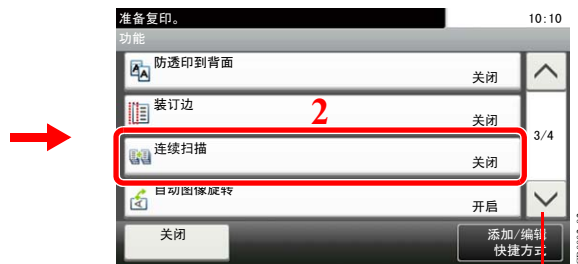 准备复印。
10:10
功能
防透印到背面
关闭
装订边
2
关闭
3/4
连续扫描
关闭
自动图像旋转
开启
关闭
添加/编辑
快捷方式